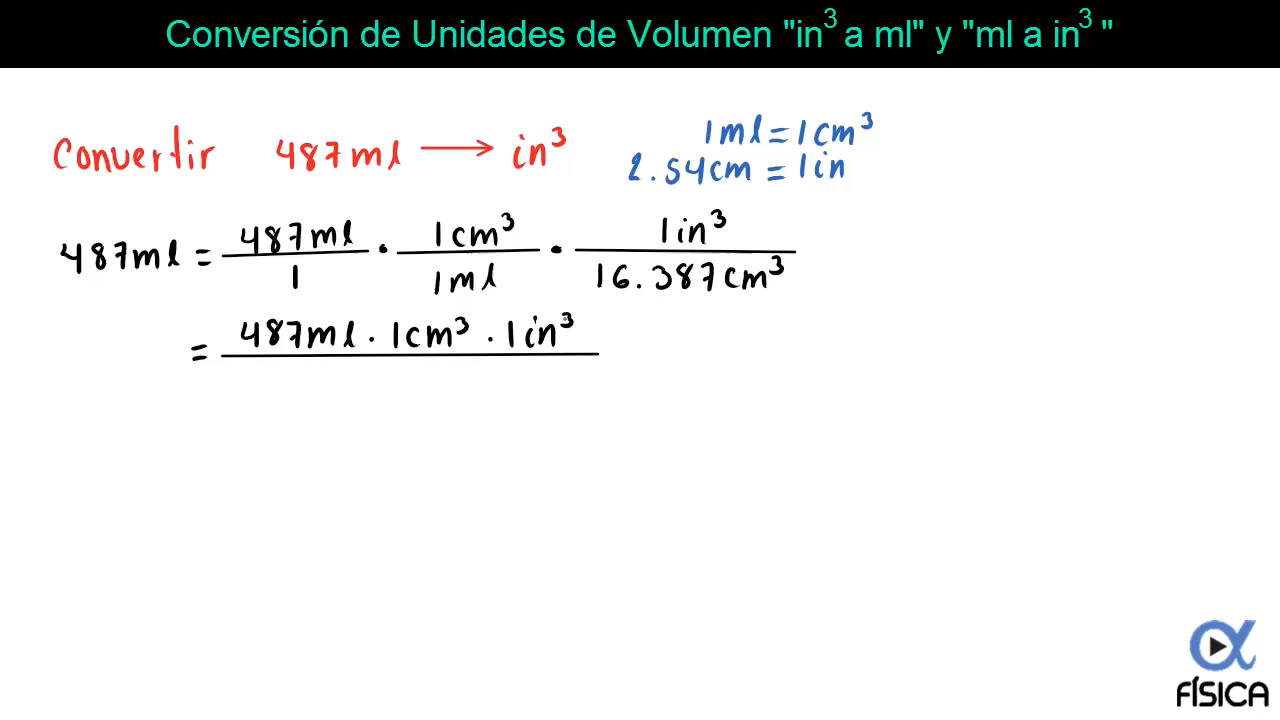 Conversión de Unidades de Volumen "in³ a ml" y "ml a in³ "
Convertir 487ml → in³
1ml = 1cm³
2.54cm = 1in
487ml = 487ml/1 · 1cm³/1ml · 1in³/16.387cm³
= 487ml · 1cm³ · 1in³
FÍSICA